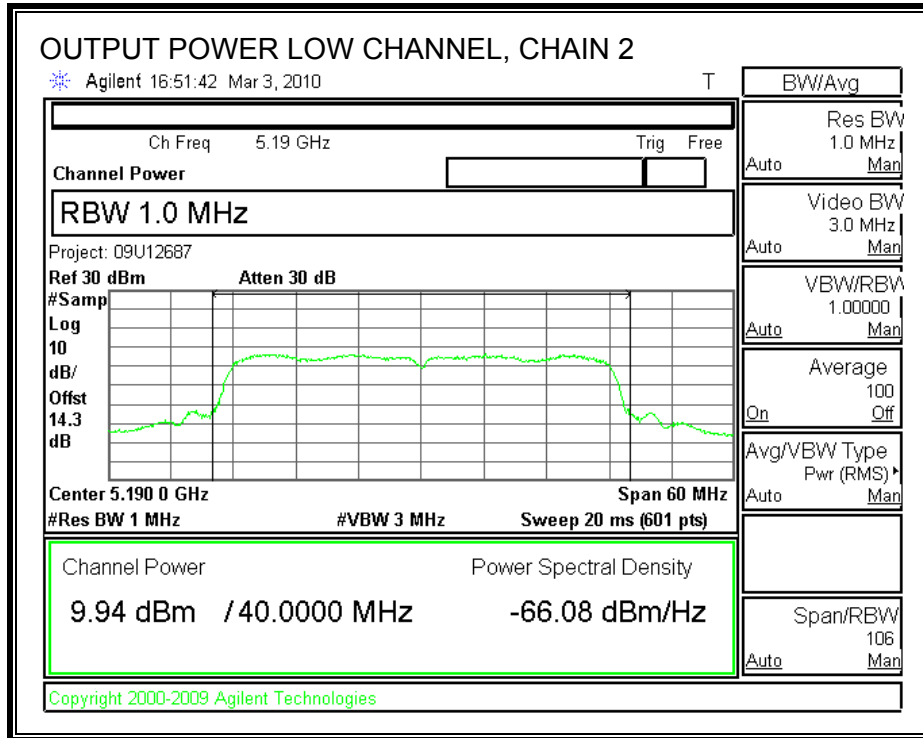 OUTPUT POWER LOW CHANNEL, CHAIN 2
Agilent 16:51:42 Mar 3, 2010 T
Ch Freq 5.19 GHz Trig Free
Channel Power
RBW 1.0 MHz
Project: 09U12687
Ref 30 dBm Atten 30 dB
#Samp
Log
10
dB/
Offst
14.3
dB
Center 5.190 0 GHz Span 60 MHz
#Res BW 1 MHz #VBW 3 MHz Sweep 20 ms (601 pts)
Channel Power Power Spectral Density
9.94 dBm / 40.0000 MHz -66.08 dBm/Hz
Copyright 2000-2009 Agilent Technologies
BW/Avg
Res BW
1.0 MHz
Auto Man
Video BW
3.0 MHz
Auto Man
VBW/RBW
1.00000
Auto Man
Average
100
On Off
Avg/VBW Type
Pwr (RMS)
Auto Man
Span/RBW
106
Auto Man